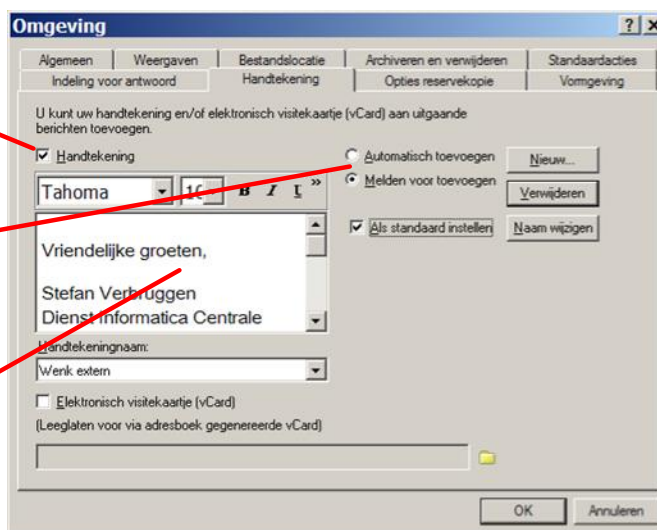 Omgeving
Algemeen Weergaven Bestandslocatie Archiveren en verwijderen Standaardacties
Indeling voor antwoord Handtekening Opties reservekopie Vormgeving
U kunt uw handtekening en/of elektronisch visitekaartje (vCard) aan uitgaande
berichten toevoegen.
Handtekening
Automatisch toevoegen
Nieuw...
Melden voor toevoegen
Verwijderen
Tahoma B I
Als standaard instellen
Naam wijzigen
Vriendelijke groeten,
Stefan Verbruggen
Dienst Informatica Centrale
Handtekeningnaam:
Wenk extern
Elektronisch visitekaartje (vCard)
(Leeglaten voor via adresboek gegenereerde vCard)
OK Annuleren